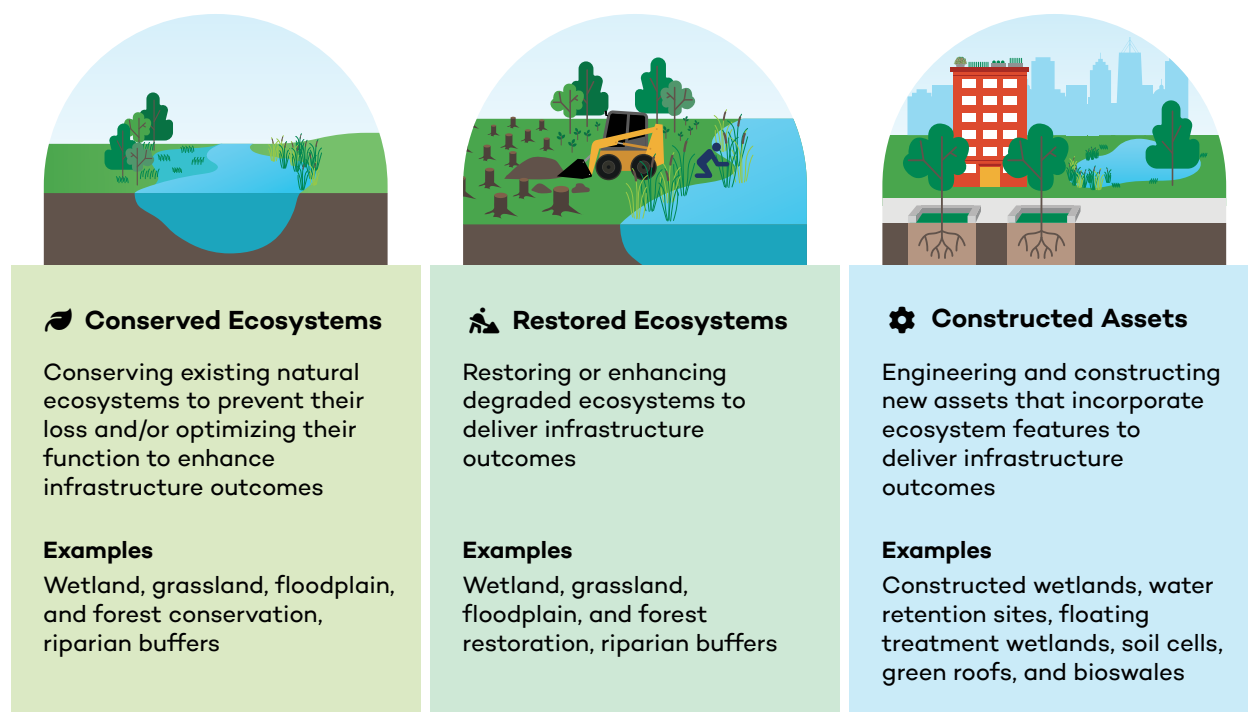 Conserved Ecosystems
Conserving existing natural
ecosystems to prevent their
loss and/or optimizing their
function to enhance
infrastructure outcomes
Examples
Wetland, grassland, floodplain,
and forest conservation,
riparian buffers
Restored Ecosystems
Restoring or enhancing
degraded ecosystems to
deliver infrastructure
outcomes
Examples
Wetland, grassland,
floodplain, and forest
restoration, riparian buffers
Constructed Assets
Engineering and constructing
new assets that incorporate
ecosystem features to
deliver infrastructure
outcomes
Examples
Constructed wetlands, water
retention sites, floating
treatment wetlands, soil cells,
green roofs, and bioswales